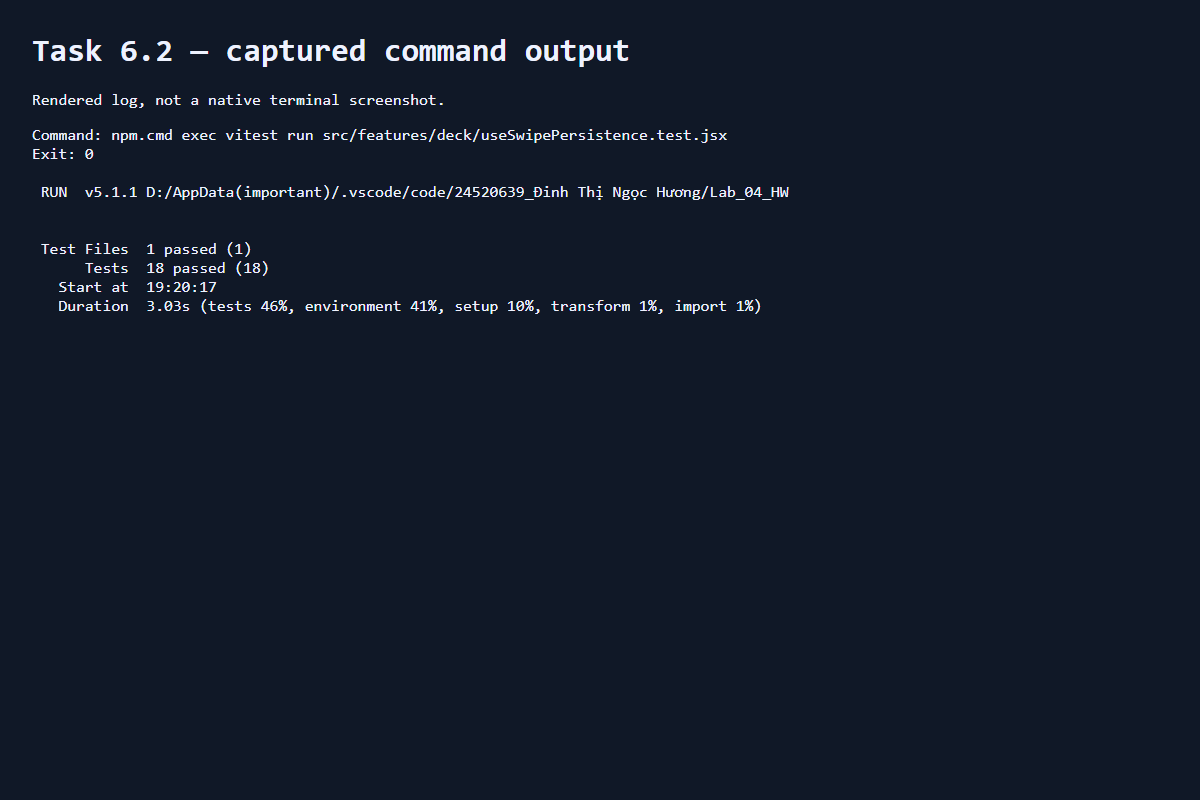 Task 6.2 — captured command output
Rendered log, not a native terminal screenshot.
Command: npm.cmd exec vitest run src/features/deck/useSwipePersistence.test.jsx
Exit: 0
RUN  v5.1.1 D:/AppData(important)/.vscode/code/24520639_Đinh Thị Ngọc Hương/Lab_04_HW
Test Files  1 passed (1)
Tests  18 passed (18)
Start at  19:20:17
Duration  3.03s (tests 46%, environment 41%, setup 10%, transform 1%, import 1%)